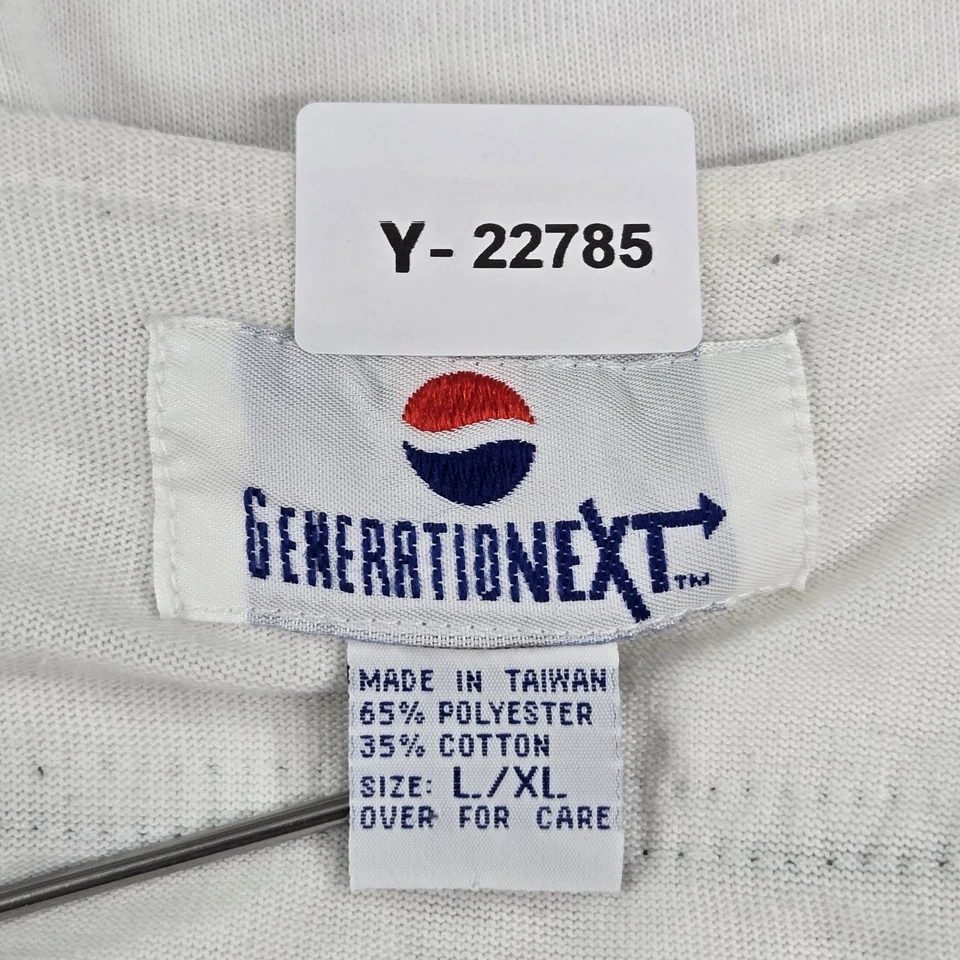 Y- 22785
GENERATIONEXT™
MADE IN TAIWAN
65% POLYESTER
35% COTTON
SIZE: L/XL
OVER FOR CARE